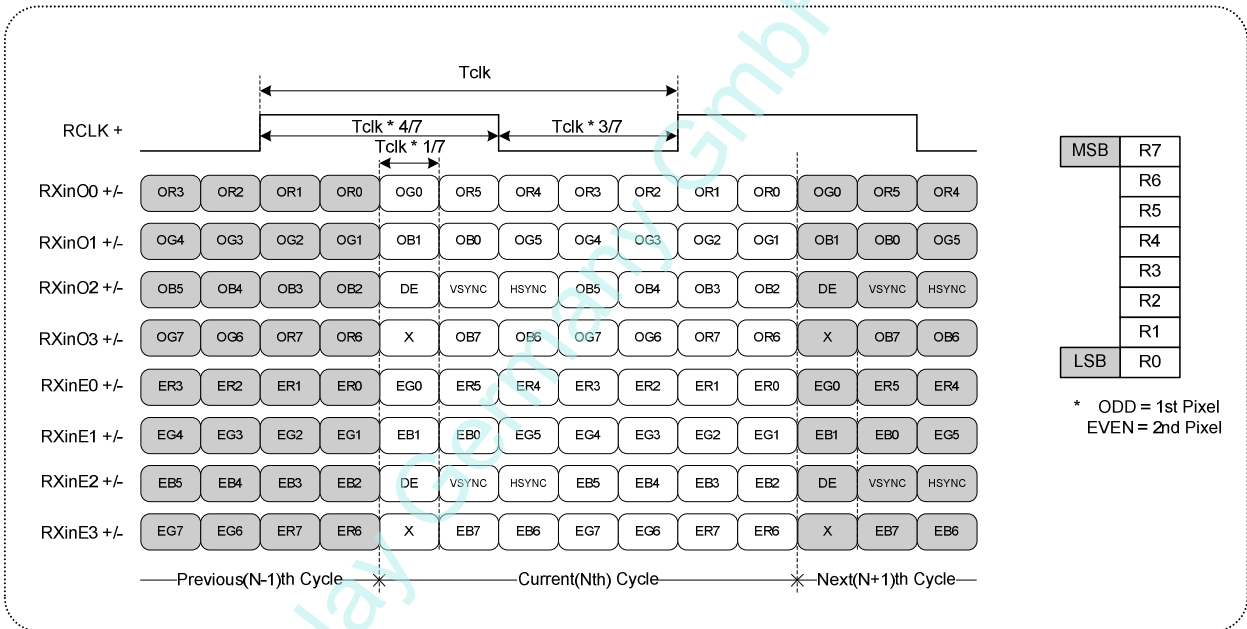 Tclk
RCLK +
Tclk * 4/7
Tclk * 3/7
Tclk * 1/7
RXinO0 +/- OR3 OR2 OR1 OR0 OG0 OR5 OR4 OR3 OR2 OR1 OR0 OG0 OR5 OR4
RXinO1 +/- OG4 OG3 OG2 OG1 OB1 OB0 OG5 OG4 OG3 OG2 OG1 OB1 OB0 OG5
RXinO2 +/- OB5 OB4 OB3 OB2 DE VSYNC HSYNC OB5 OB4 OB3 OB2 DE VSYNC HSYNC
RXinO3 +/- OG7 OG6 OR7 OR6 X OB7 OB6 OG7 OG6 OR7 OR6 X OB7 OB6
RXinE0 +/- ER3 ER2 ER1 ER0 EG0 ER5 ER4 ER3 ER2 ER1 ER0 EG0 ER5 ER4
RXinE1 +/- EG4 EG3 EG2 EG1 EB1 EB0 EG5 EG4 EG3 EG2 EG1 EB1 EB0 EG5
RXinE2 +/- EB5 EB4 EB3 EB2 DE VSYNC HSYNC EB5 EB4 EB3 EB2 DE VSYNC HSYNC
RXinE3 +/- EG7 EG6 ER7 ER6 X EB7 EB6 EG7 EG6 ER7 ER6 X EB7 EB6
Previous(N-1)th Cycle Current(Nth) Cycle Next(N+1)th Cycle
MSB R7
R6
R5
R4
R3
R2
R1
LSB R0
* ODD = 1st Pixel
EVEN = 2nd Pixel
Germany